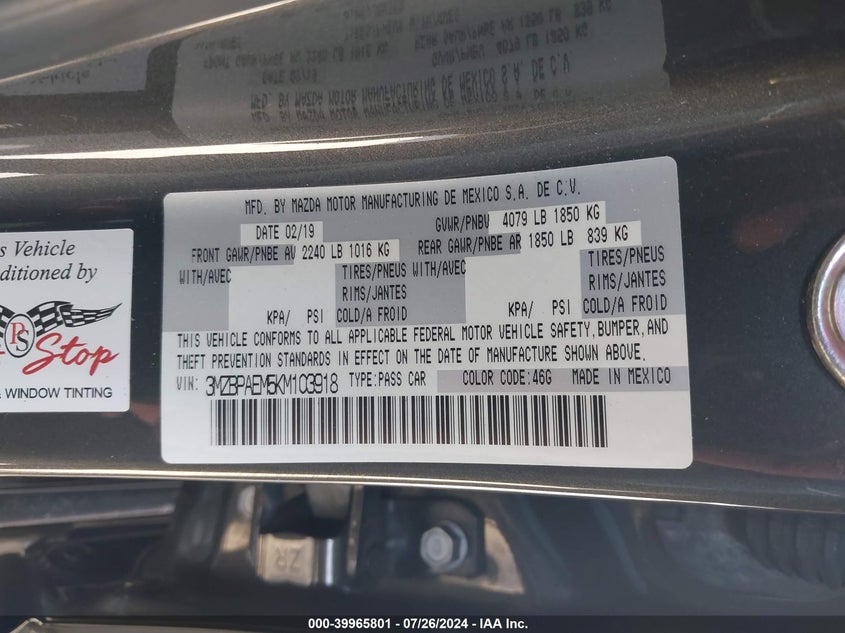 MFD. BY MAZDA MOTOR MANUFACTURING DE MEXICO S.A. DE C.V.
DATE 02/19
GVWR/PNBV 4079 LB 1850 KG
FRONT GAWR/PNBE AV 2240 LB 1016 KG
REAR GAWR/PNBE AR 1850 LB 839 KG
WITH/AVEC TIRES/PNEUS WITH/AVEC TIRES/PNEUS
RIMS/JANTES RIMS/JANTES
KPA/ PSI COLD/A FROID KPA/ PSI COLD/A FROID
THIS VEHICLE CONFORMS TO ALL APPLICABLE FEDERAL MOTOR VEHICLE SAFETY, BUMPER, AND
THEFT PREVENTION STANDARDS IN EFFECT ON THE DATE OF MANUFACTURE SHOWN ABOVE.
VIN: 3MZBPAEM5KM103918 TYPE:PASS CAR COLOR CODE:46G MADE IN MEXICO
Vehicle
ditioned by
PS
Stop
& WINDOW TINTING
ZR
000-39965801 - 07/26/2024 - IAA Inc.